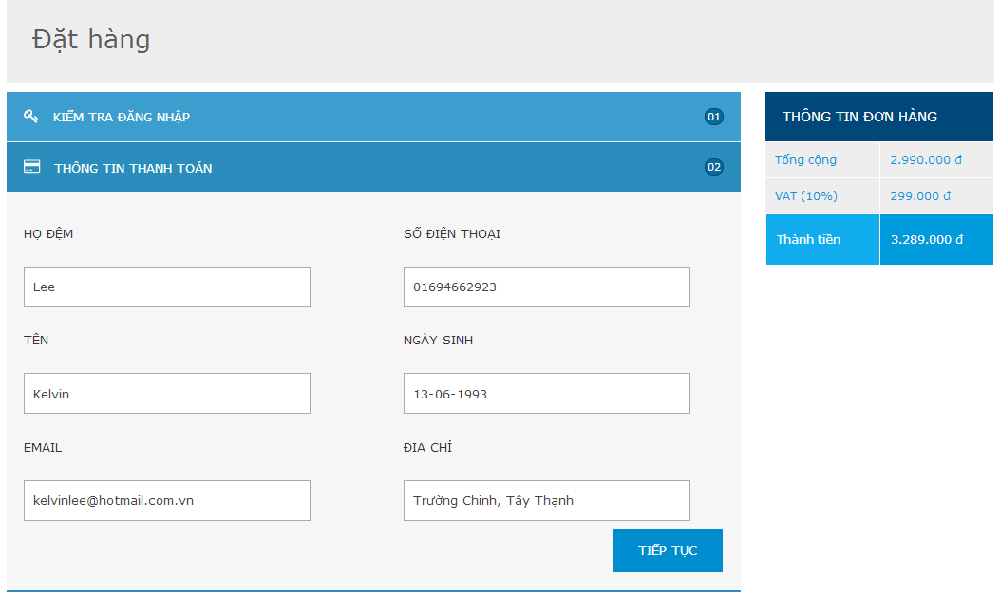 Đặt hàng
KIỂM TRA ĐĂNG NHẬP 01
THÔNG TIN THANH TOÁN 02
HỌ ĐỆM SỐ ĐIỆN THOẠI
Lee 01694662923
TÊN NGÀY SINH
Kelvin 13-06-1993
EMAIL ĐỊA CHỈ
kelvinlee@hotmail.com.vn Trường Chinh, Tây Thạnh
TIẾP TỤC
THÔNG TIN ĐƠN HÀNG
Tổng cộng 2.990.000 đ
VAT (10%) 299.000 đ
Thành tiền 3.289.000 đ